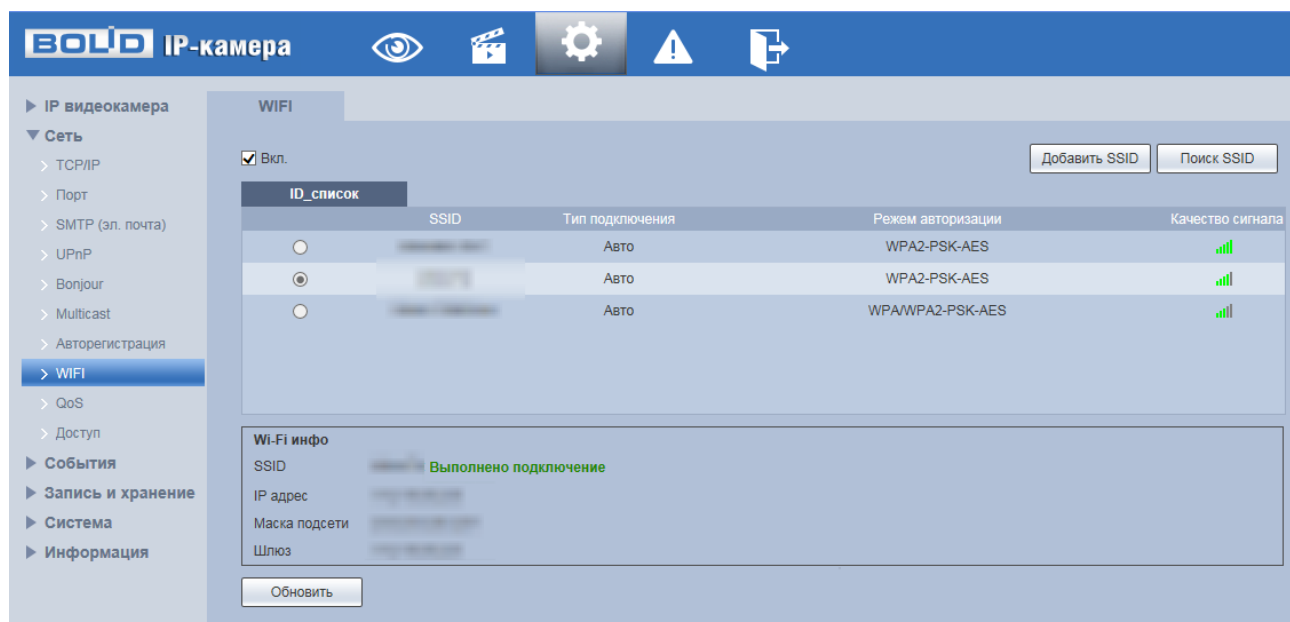 BOLID IP-камера
IP видеокамера
Сеть
TCP/IP
Порт
SMTP (эл. почта)
UPnP
Bonjour
Multicast
Авторегистрация
WIFI
QoS
Доступ
События
Запись и хранение
Система
Информация
WIFI
Вкл.
Добавить SSID
Поиск SSID
ID_список
SSID Тип подключения Режем авторизации Качество сигнала
Авто WPA2-PSK-AES
Авто WPA2-PSK-AES
Авто WPA/WPA2-PSK-AES
Wi-Fi инфо
SSID Выполнено подключение
IP адрес
Маска подсети
Шлюз
Обновить